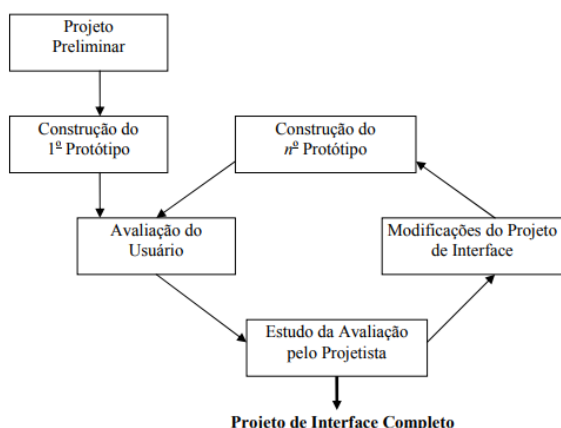 Projeto
Preliminar
Construção do
1º Protótipo
Construção do
nº Protótipo
Avaliação do
Usuário
Modificações do Projeto
de Interface
Estudo da Avaliação
pelo Projetista
Projeto de Interface Completo